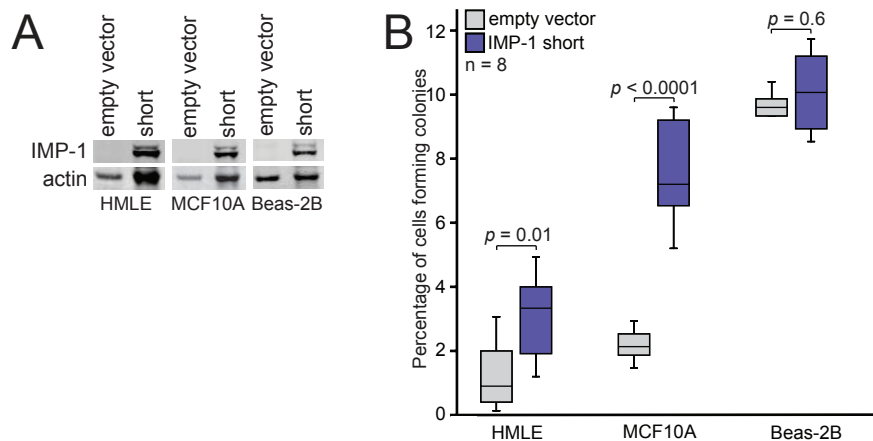 A
empty vector
short
empty vector
short
empty vector
short
IMP-1
actin
HMLE
MCF10A
Beas-2B
B
empty vector
IMP-1 short
n = 8
p = 0.01
p < 0.0001
p = 0.6
Percentage of cells forming colonies
10
8
6
4
2
0
HMLE
MCF10A
Beas-2B